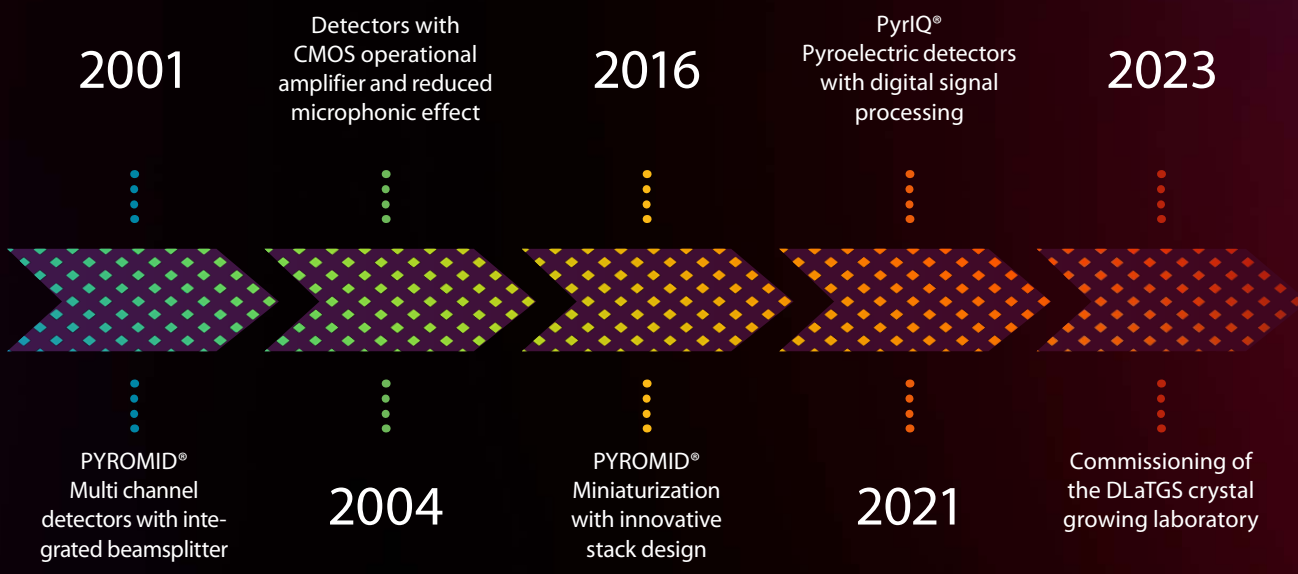 2001
PYROMID®
Multi channel
detectors with inte-
grated beamsplitter
Detectors with
CMOS operational
amplifier and reduced
microphonic effect
2004
2016
PYROMID®
Miniaturization
with innovative
stack design
PyrIQ®
Pyroelectric detectors
with digital signal
processing
2021
2023
Commissioning of
the DLaTGS crystal
growing laboratory